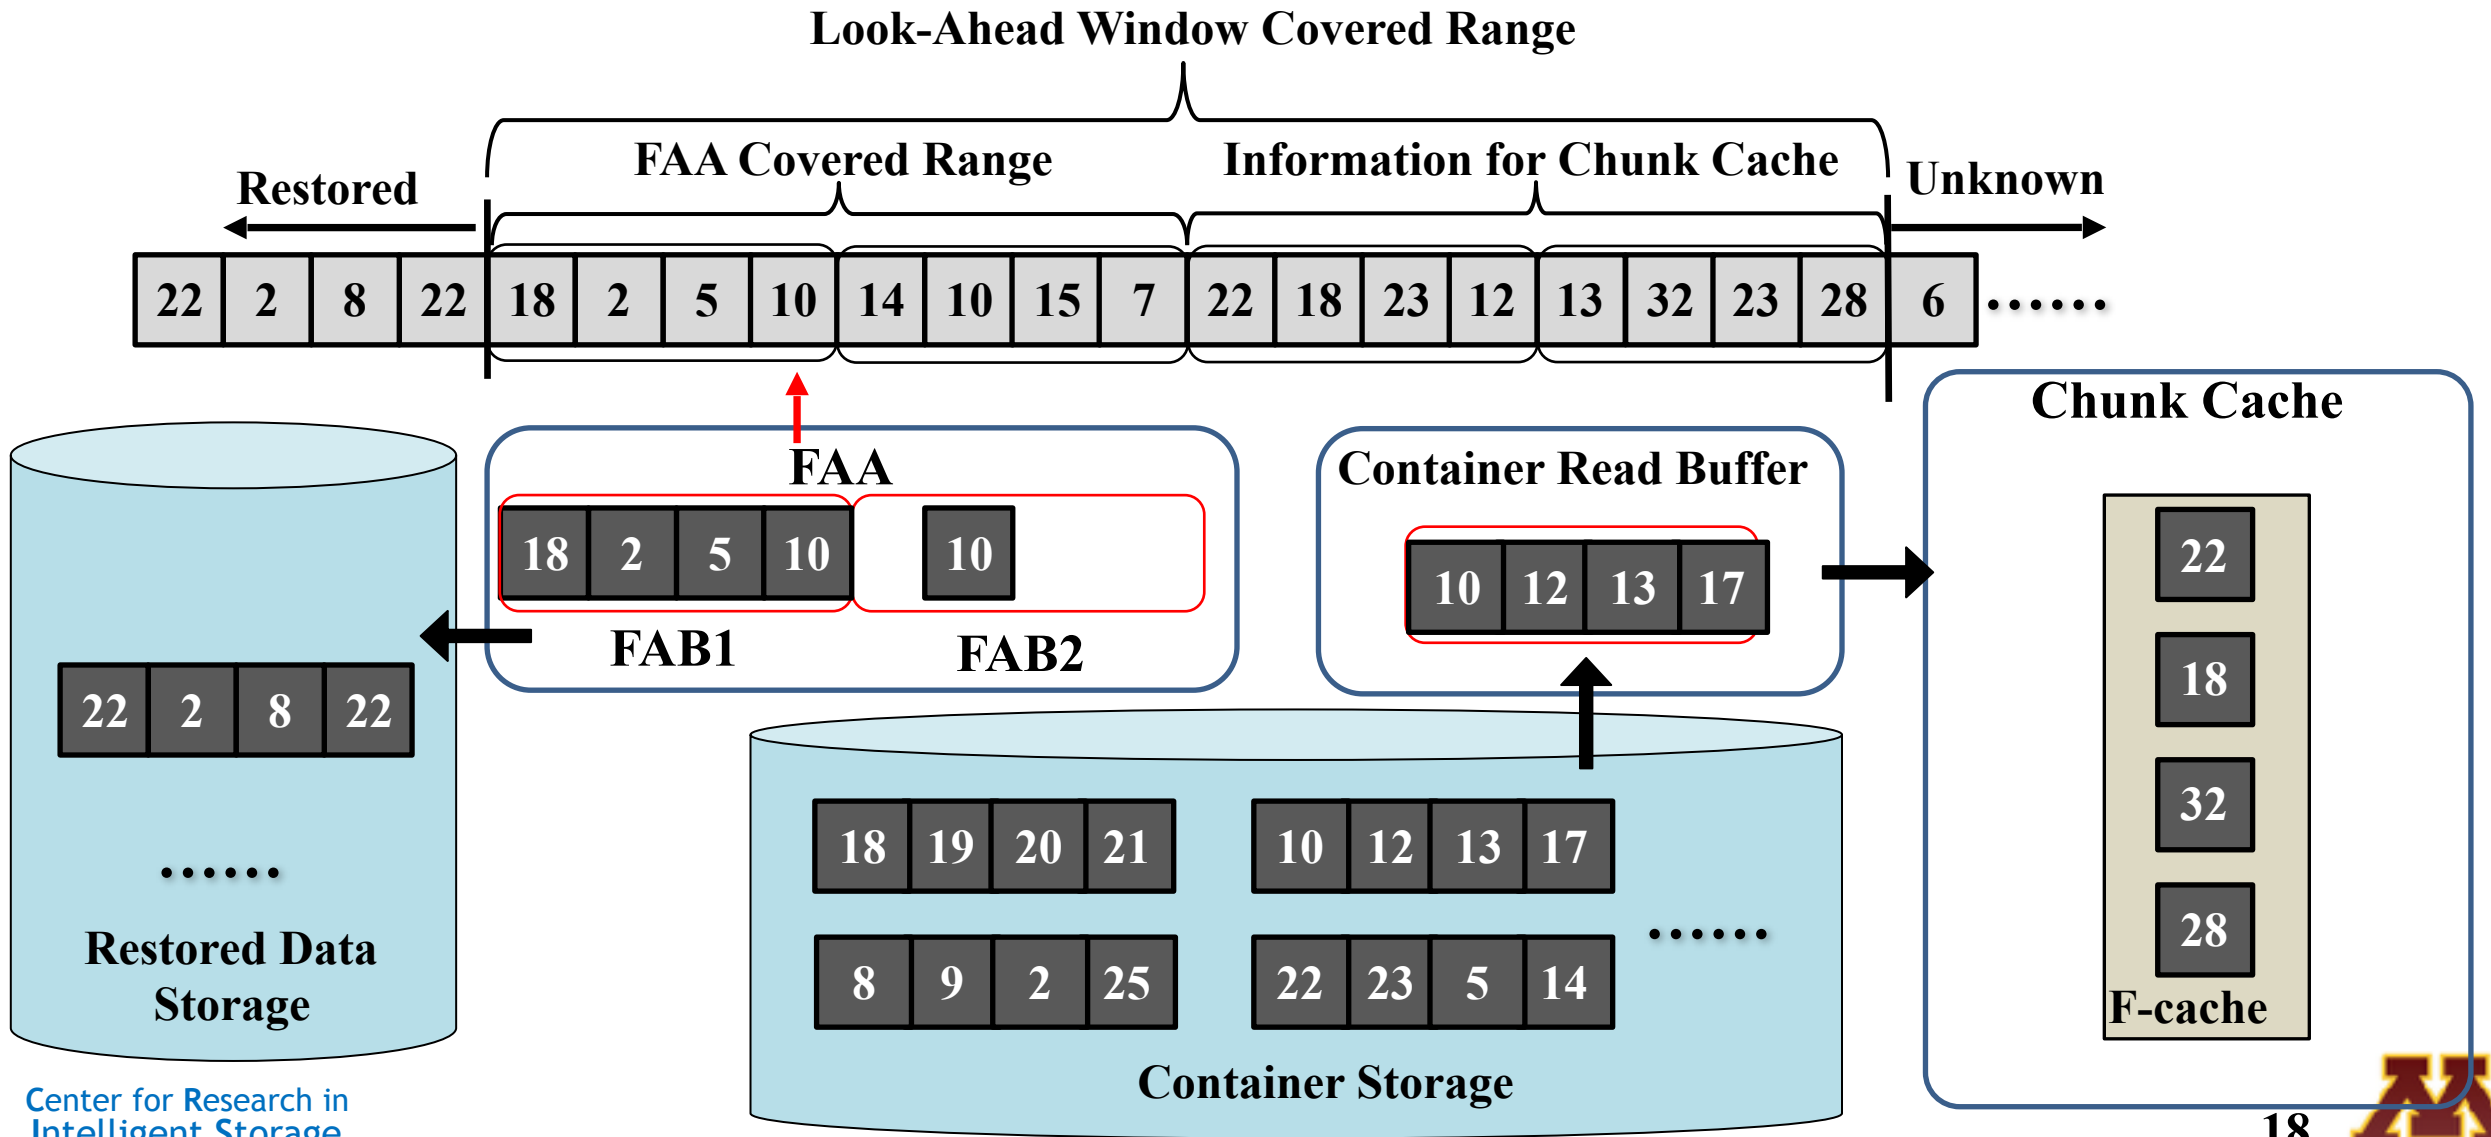 Look-Ahead Window Covered Range
FAA Covered Range
Information for Chunk Cache
Restored
Unknown
22 2 8 22 18 2 5 10 14 10 15 7 22 18 23 12 13 32 23 28 6 ......
Chunk Cache
FAA
Container Read Buffer
18 2 5 10
10
10 12 13 17
22
18
32
28
F-cache
FAB1
FAB2
22 2 8 22
......
Restored Data
Storage
18 19 20 21
10 12 13 17
8 9 2 25
22 23 5 14
......
Container Storage
Center for Research in
Intelligent Storage
18